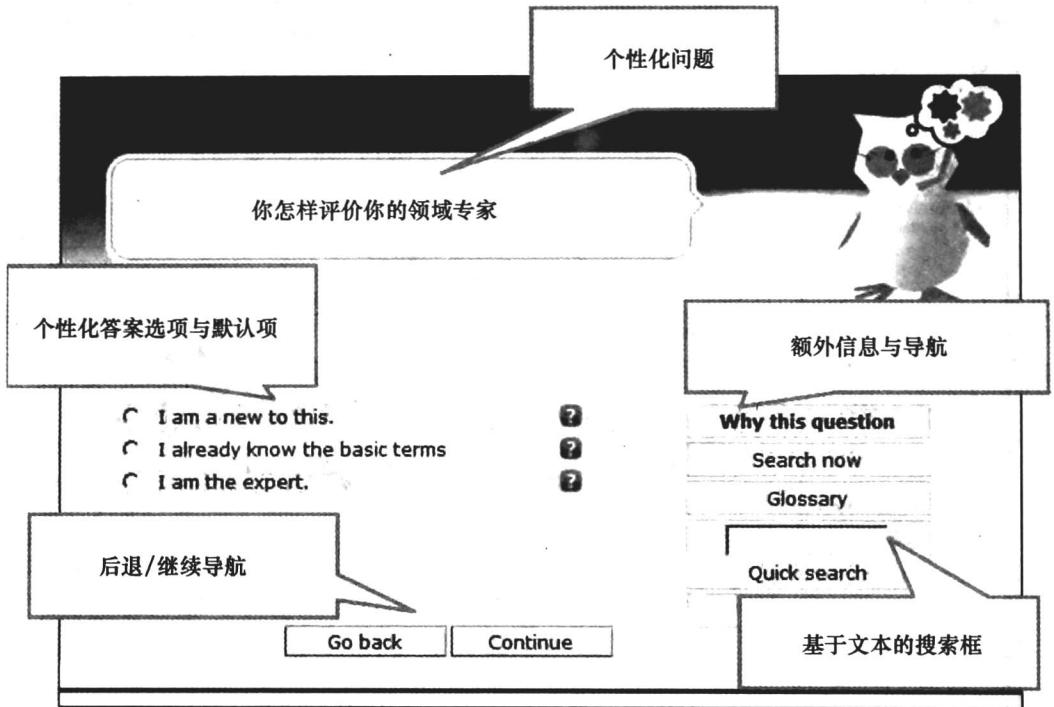 个性化问题
你怎样评价你的领域专家
个性化答案选项与默认项
额外信息与导航
I am a new to this.
?
Why this question
I already know the basic terms
?
Search now
I am the expert.
?
Glossary
后退/继续导航
Quick search
Go back
Continue
基于文本的搜索框